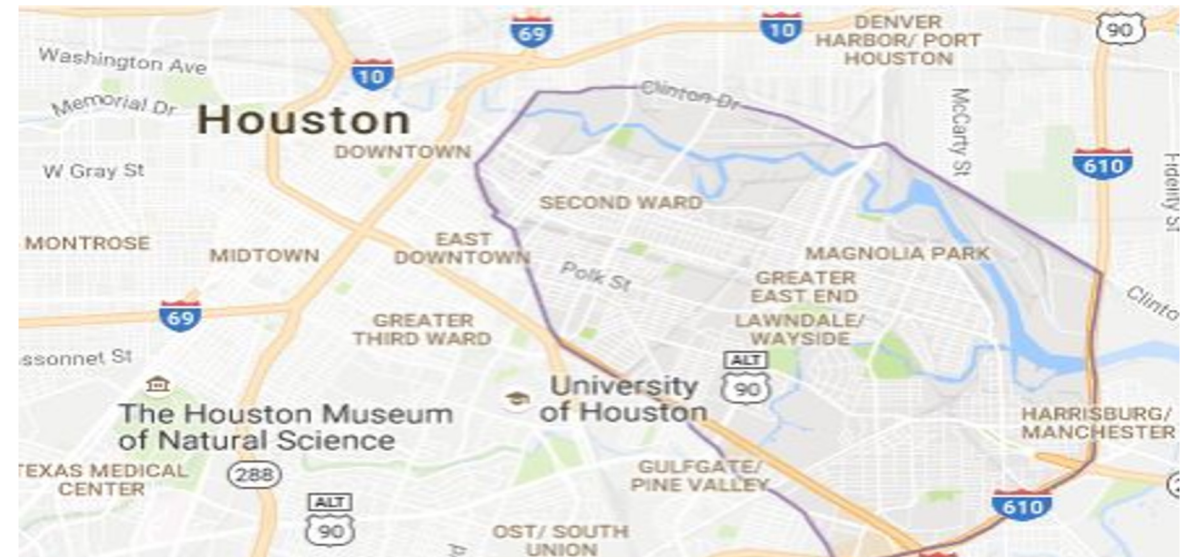 69
10
DENVER
HARBOR/ PORT
HOUSTON
90
Washington Ave
10
Memorial Dr
Clinton Dr
McCarty St
Houston
DOWNTOWN
W Gray St
610
Fidelity St
SECOND WARD
MONTROSE
MIDTOWN
EAST
DOWNTOWN
MAGNOLIA PARK
Polk St
GREATER
EAST END
Clinto
69
GREATER
THIRD WARD
LAWNDALE/
WAYSIDE
ssonnet St
ALT
90
University
of Houston
The Houston Museum
of Natural Science
HARRISBURG/
MANCHESTER
TEXAS MEDICAL
CENTER
288
GULFGATE/
PINE VALLEY
ALT
90
610
OST/ SOUTH
UNION